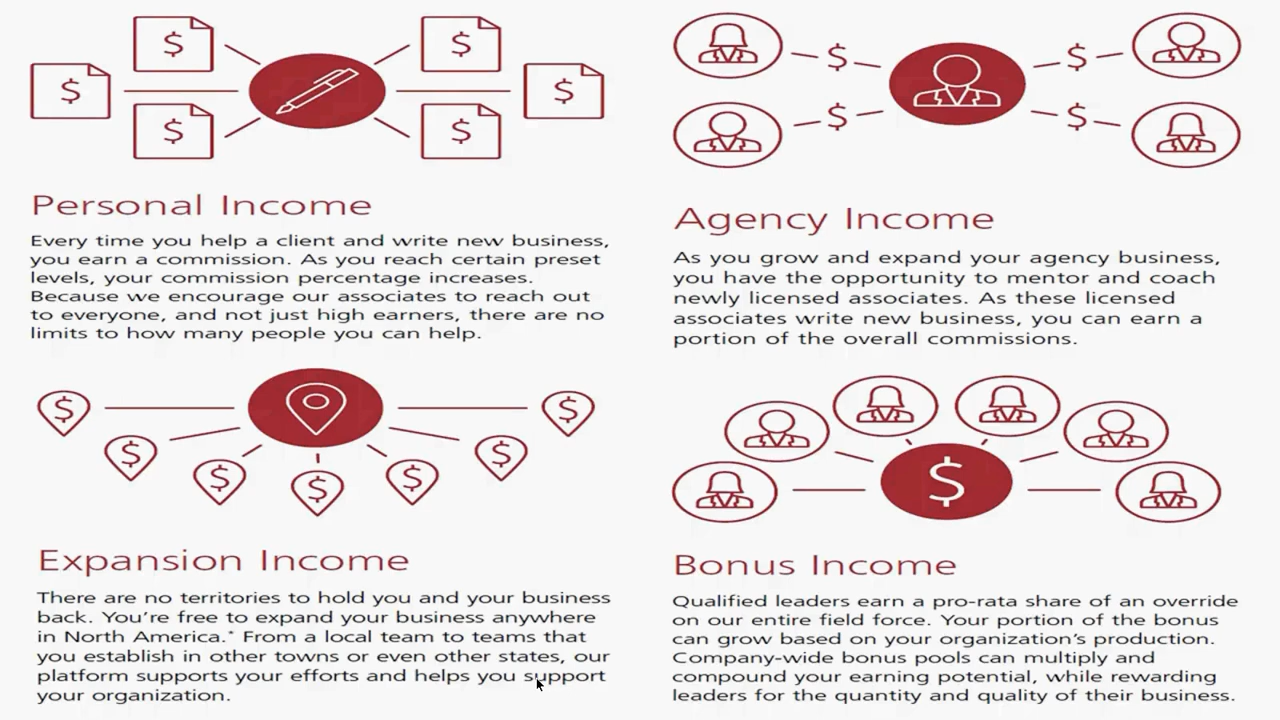 $ $ $ $ $ $
Personal Income
Every time you help a client and write new business,
you earn a commission. As you reach certain preset
levels, your commission percentage increases.
Because we encourage our associates to reach out
to everyone, and not just high earners, there are no
limits to how many people you can help.
$ $ $ $
Agency Income
As you grow and expand your agency business,
you have the opportunity to mentor and coach
newly licensed associates. As these licensed
associates write new business, you can earn a
portion of the overall commissions.
$ $ $ $ $ $ $
Expansion Income
There are no territories to hold you and your business
back. You’re free to expand your business anywhere
in North America.* From a local team to teams that
you establish in other towns or even other states, our
platform supports your efforts and helps you support
your organization.
$
Bonus Income
Qualified leaders earn a pro-rata share of an override
on our entire field force. Your portion of the bonus
can grow based on your organization’s production.
Company-wide bonus pools can multiply and
compound your earning potential, while rewarding
leaders for the quantity and quality of their business.